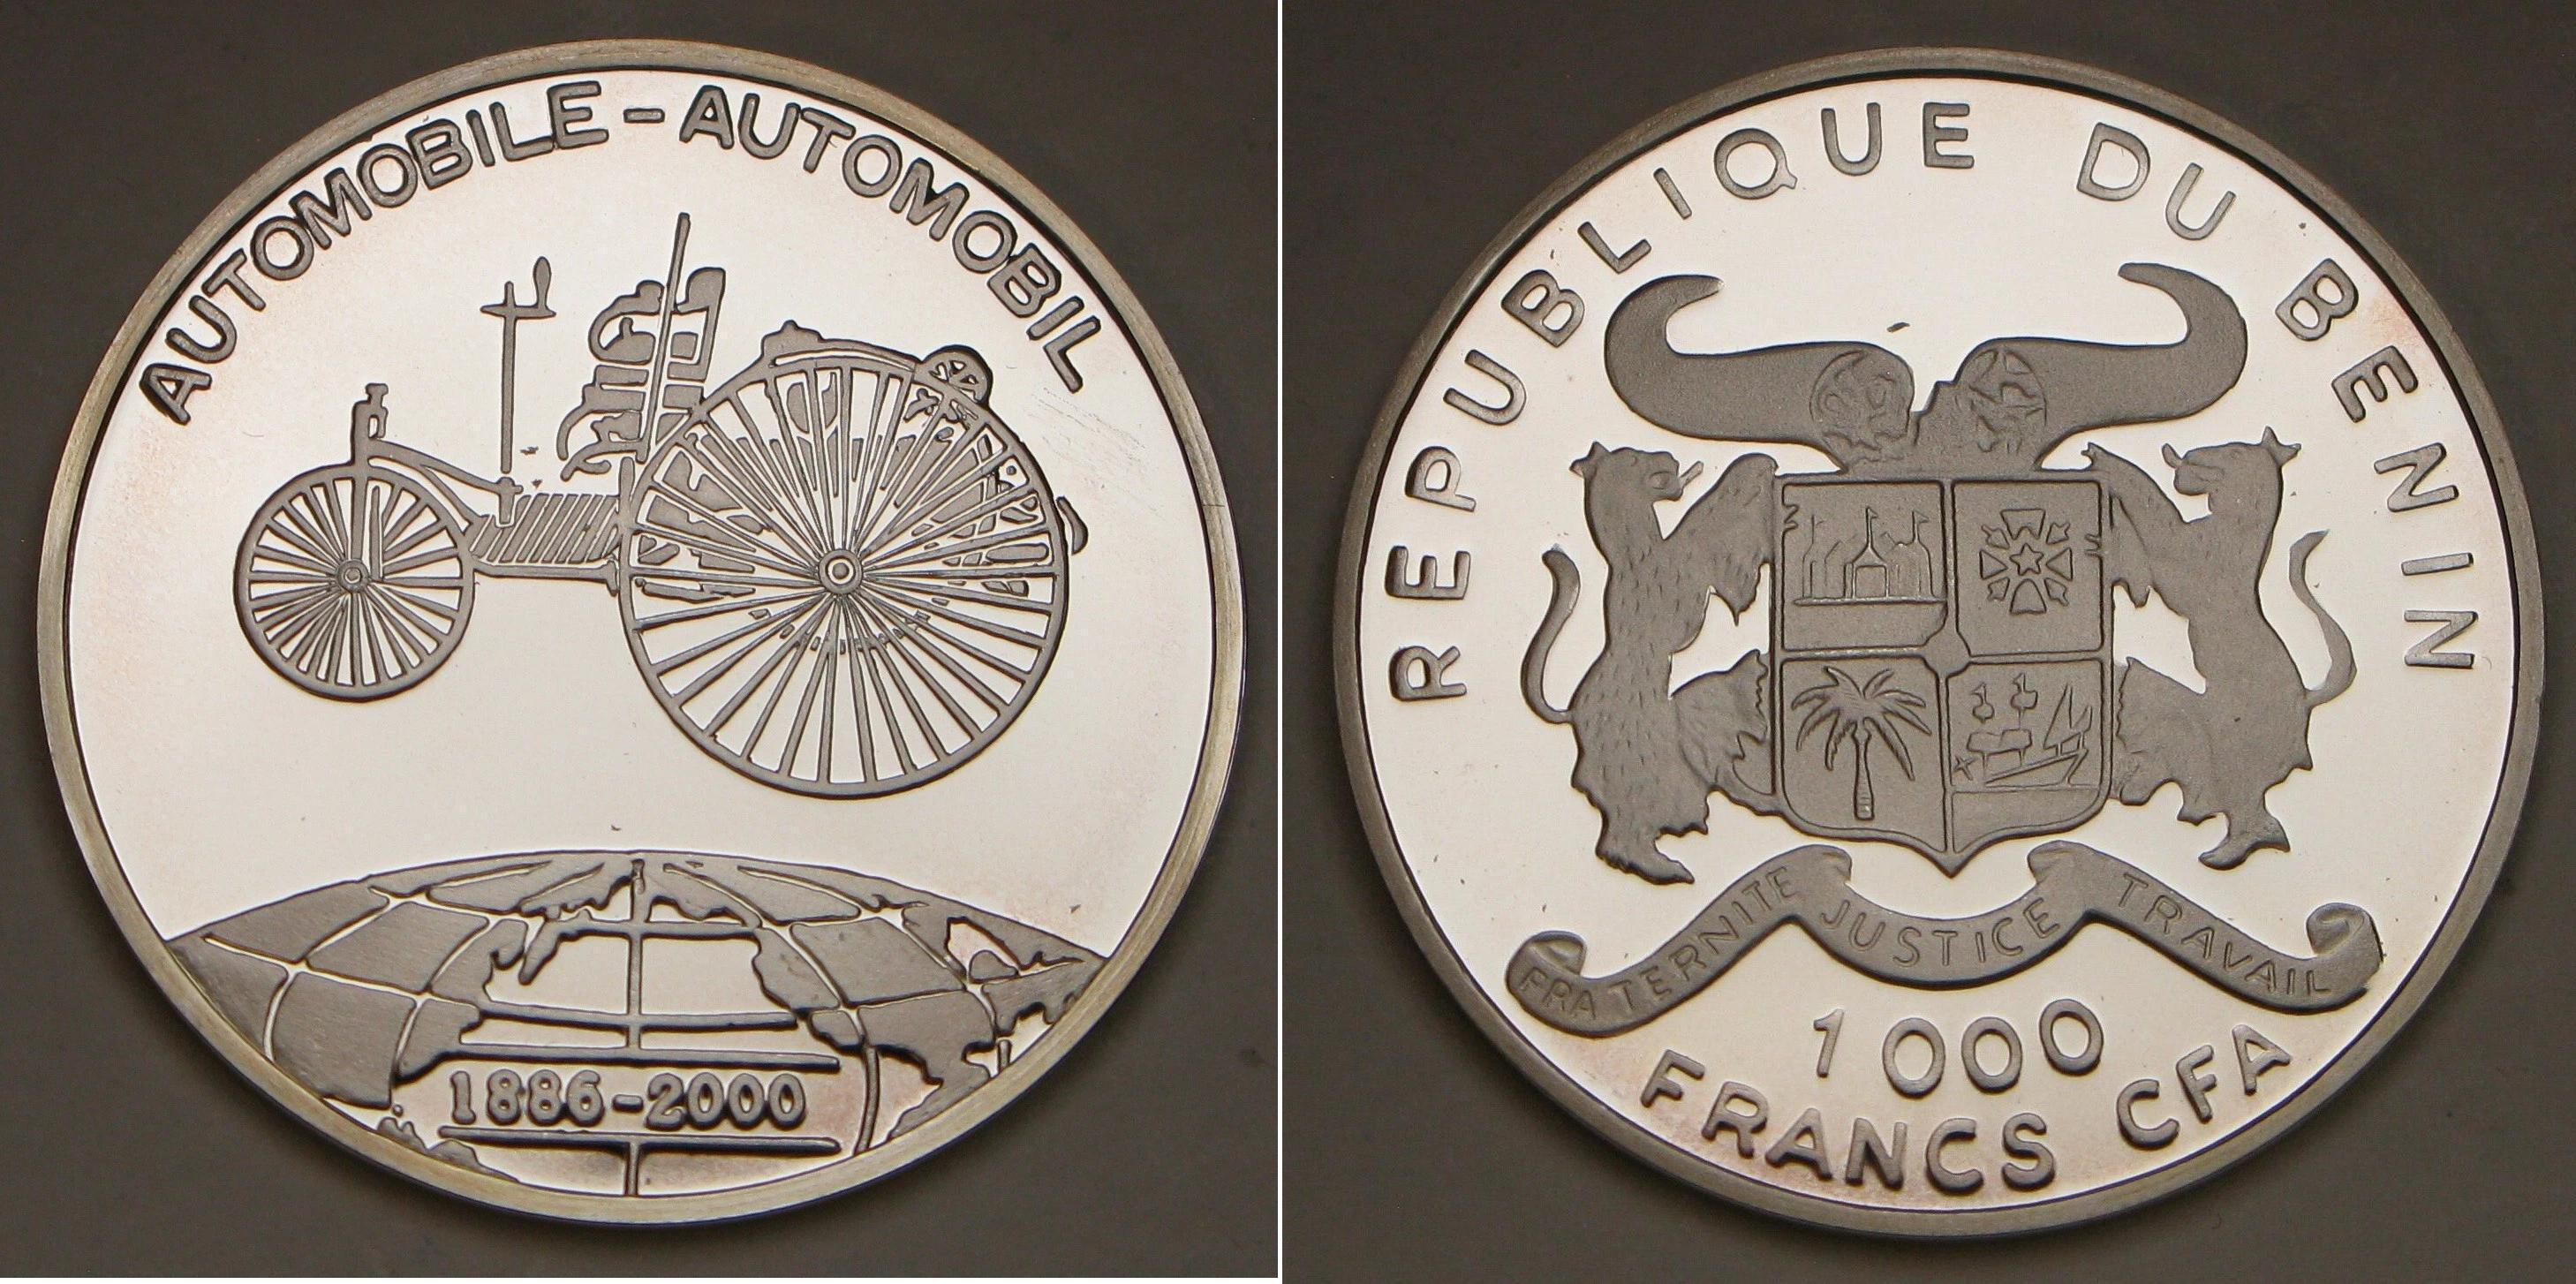 AUTOMOBILE - AUTOMOBIL
1886-2000
REPUBLIQUE DU BENIN
FRATERNITE JUSTICE TRAVAIL
1000
FRANCS CFA